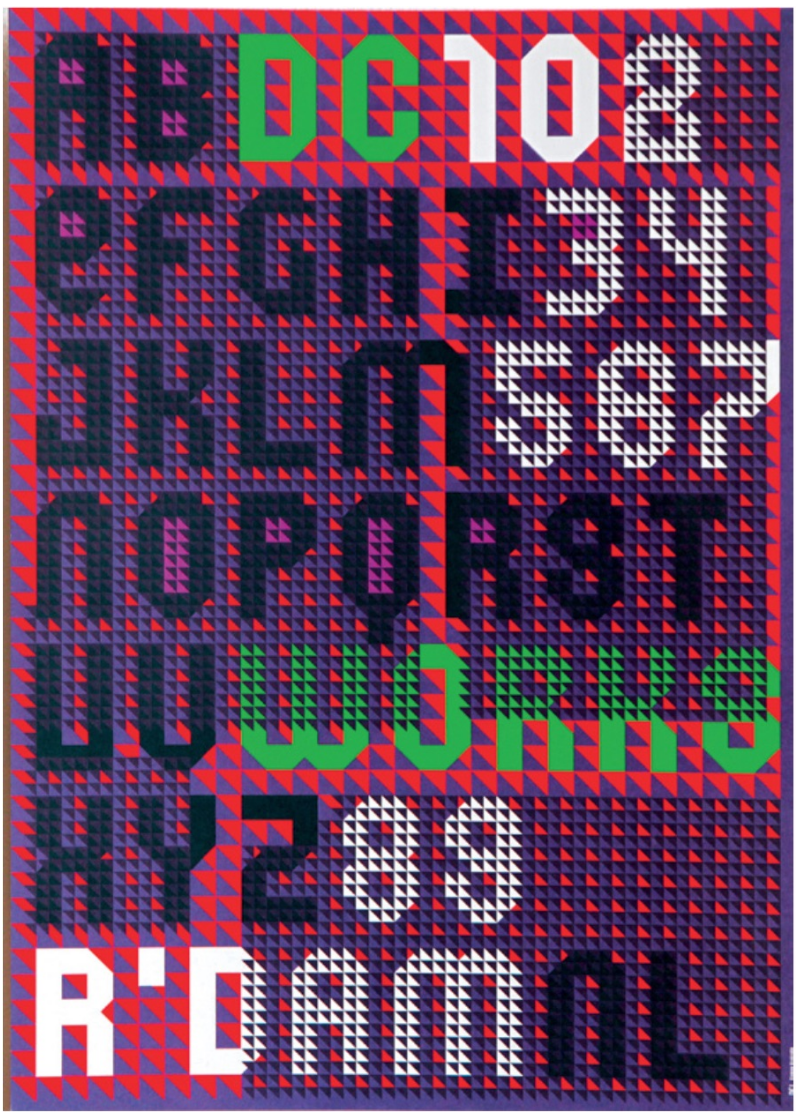 ABDC102
eFGHI34
JKLM567
NOPQRST
UVWORKS
XYZ89
R'DAMNL